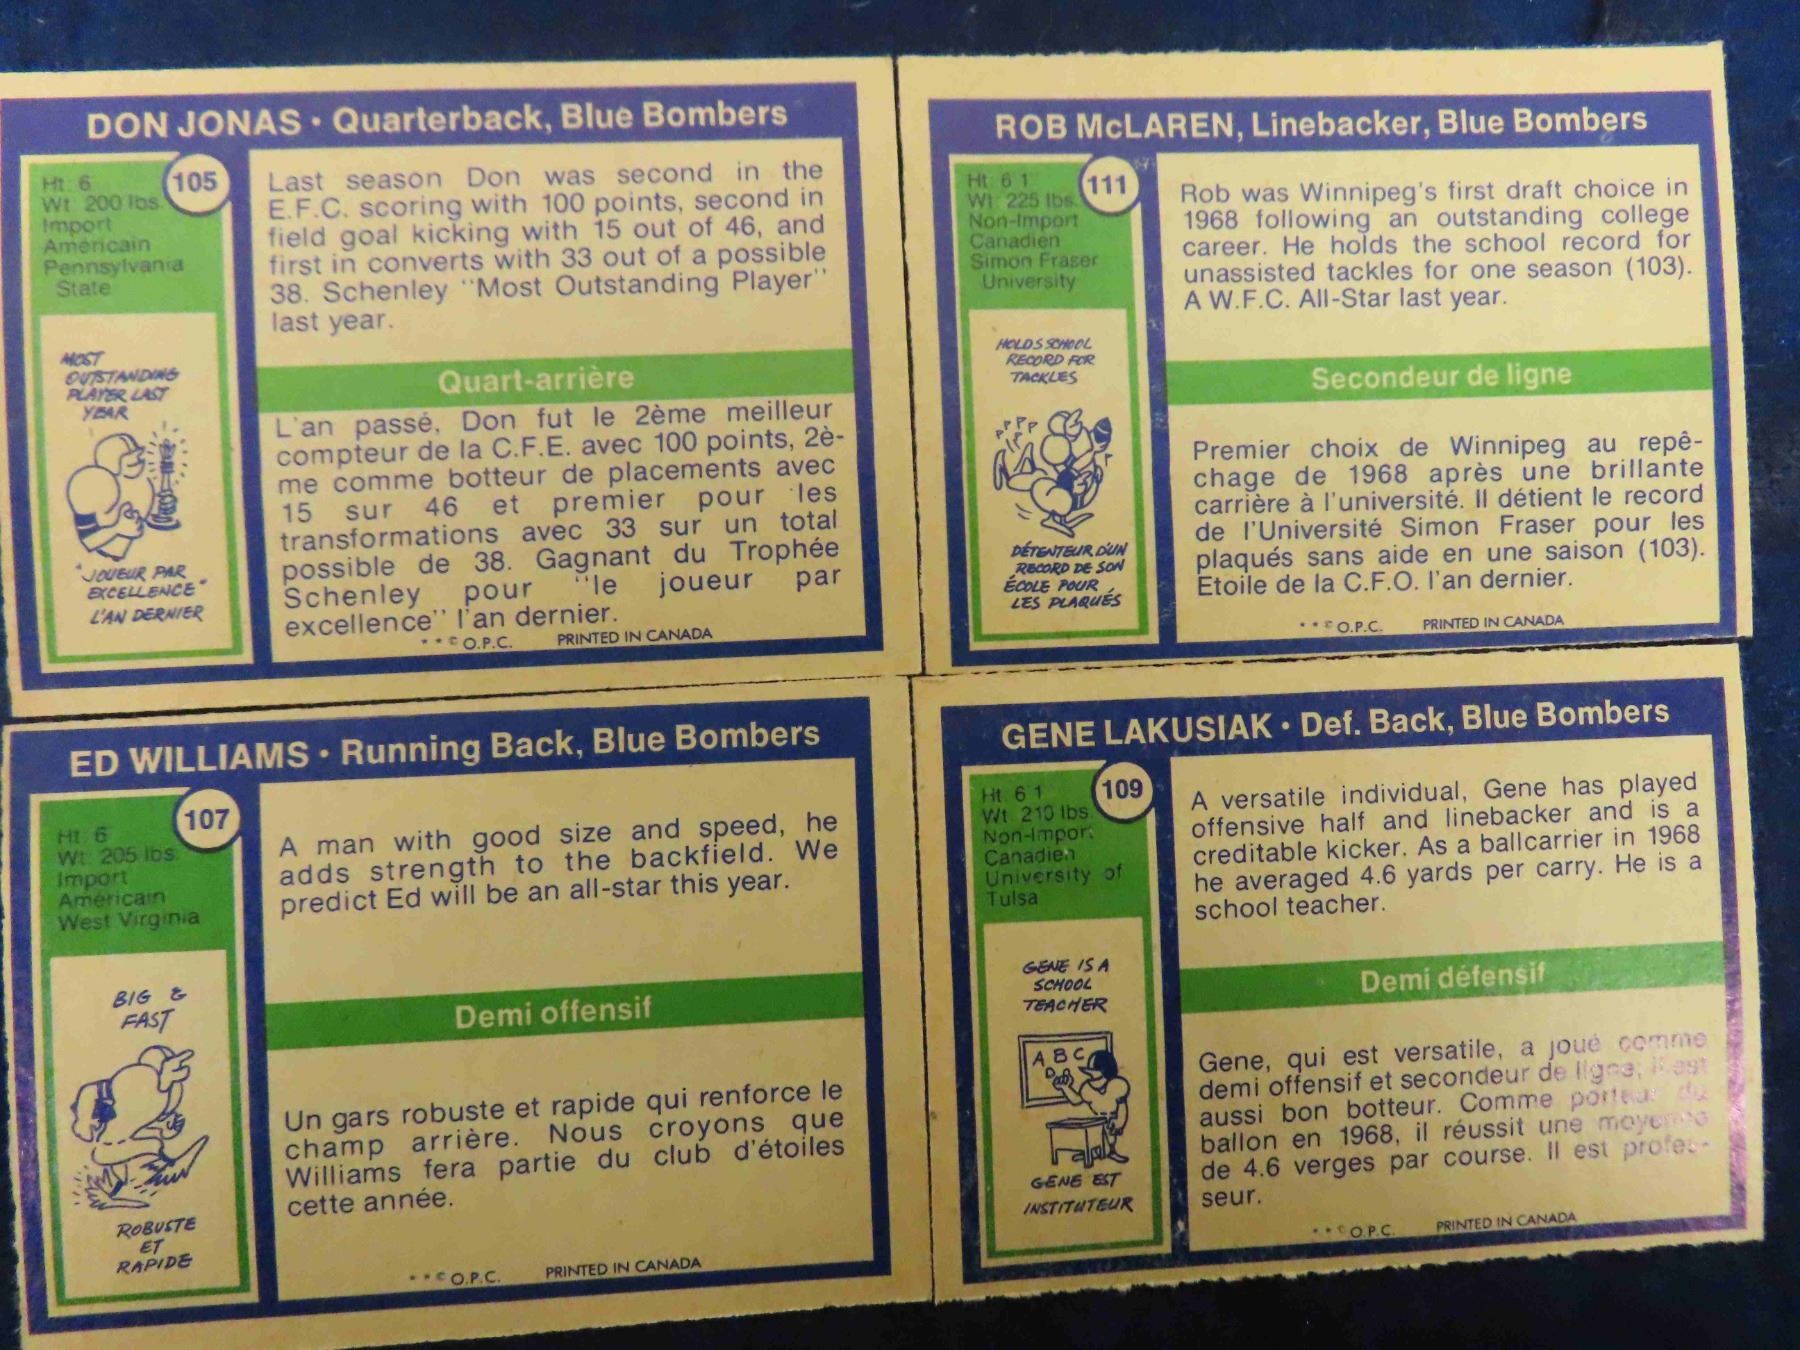 DON JONAS • Quarterback, Blue Bombers
105
Ht. 6
Wt. 200 lbs.
Import
Américain
Pennsylvania
State
MOST
OUTSTANDING
PLAYER LAST
YEAR
"JOUEUR PAR
EXCELLENCE"
L'AN DERNIER
Last season Don was second in the
E.F.C. scoring with 100 points, second in
field goal kicking with 15 out of 46, and
first in converts with 33 out of a possible
38. Schenley "Most Outstanding Player"
last year.
Quart-arrière
L'an passé, Don fut le 2ème meilleur
compteur de la C.F.E. avec 100 points, 2è-
me comme botteur de placements avec
15 sur 46 et premier pour les
transformations avec 33 sur un total
possible de 38. Gagnant du Trophée
Schenley pour "le joueur par
excellence" l'an dernier.
**© O.P.C. PRINTED IN CANADA
ROB McLAREN, Linebacker, Blue Bombers
111
Ht. 6 1
Wt. 225 lbs.
Non-Import
Canadien
Simon Fraser
University
HOLDS SCHOOL
RECORD FOR
TACKLES
DÉTENTEUR D'UN
RECORD DE SON
ÉCOLE POUR
LES PLAQUÉS
Rob was Winnipeg's first draft choice in
1968 following an outstanding college
career. He holds the school record for
unassisted tackles for one season (103).
A W.F.C. All-Star last year.
Secondeur de ligne
Premier choix de Winnipeg au repê-
chage de 1968 après une brillante
carrière à l'université. Il détient le record
de l'Université Simon Fraser pour les
plaqués sans aide en une saison (103).
Etoile de la C.F.O. l'an dernier.
**© O.P.C. PRINTED IN CANADA
ED WILLIAMS • Running Back, Blue Bombers
107
Ht. 6
Wt. 205 lbs.
Import
Américain
West Virginia
BIG &
FAST
ROBUSTE
ET
RAPIDE
A man with good size and speed, he
adds strength to the backfield. We
predict Ed will be an all-star this year.
Demi offensif
Un gars robuste et rapide qui renforce le
champ arrière. Nous croyons que
Williams fera partie du club d'étoiles
cette année.
**© O.P.C. PRINTED IN CANADA
GENE LAKUSIAK • Def. Back, Blue Bombers
109
Ht. 6 1
Wt. 210 lbs.
Non-Import
Canadien
University of
Tulsa
GENE IS A
SCHOOL
TEACHER
A B C
D
GENE EST
INSTITUTEUR
A versatile individual, Gene has played
offensive half and linebacker and is a
creditable kicker. As a ballcarrier in 1968
he averaged 4.6 yards per carry. He is a
school teacher.
Demi défensif
Gene, qui est versatile, a joué comme
demi offensif et secondeur de ligne; il est
aussi bon botteur. Comme porteur du
ballon en 1968, il réussit une moyenne
de 4.6 verges par course. Il est profes-
seur.
**© O.P.C. PRINTED IN CANADA